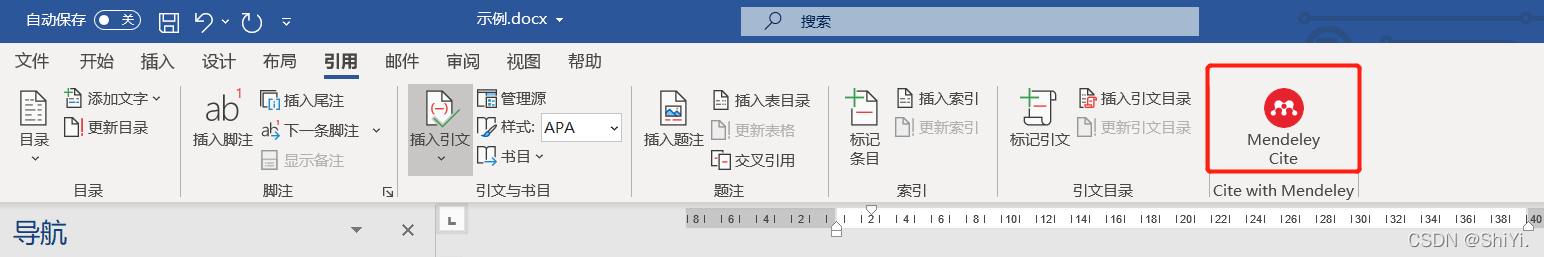 自动保存 关 示例.docx 搜索
文件 开始 插入 设计 布局 引用 邮件 审阅 视图 帮助
目录
添加文字
更新目录
目录
ab1
插入脚注
插入尾注
下一条脚注
显示备注
脚注
插入引文
管理源
样式: APA
书目
引文与书目
插入题注
插入表目录
更新表格
交叉引用
题注
标记
条目
插入索引
更新索引
索引
标记引文
插入引文目录
更新引文目录
引文目录
Mendeley
Cite
Cite with Mendeley
导航
L
8 6 4 2 2 4 6 8 10 12 14 16 18 20 22 24 26 28 30 32 34 36 38 40
CSDN @ShiYi.